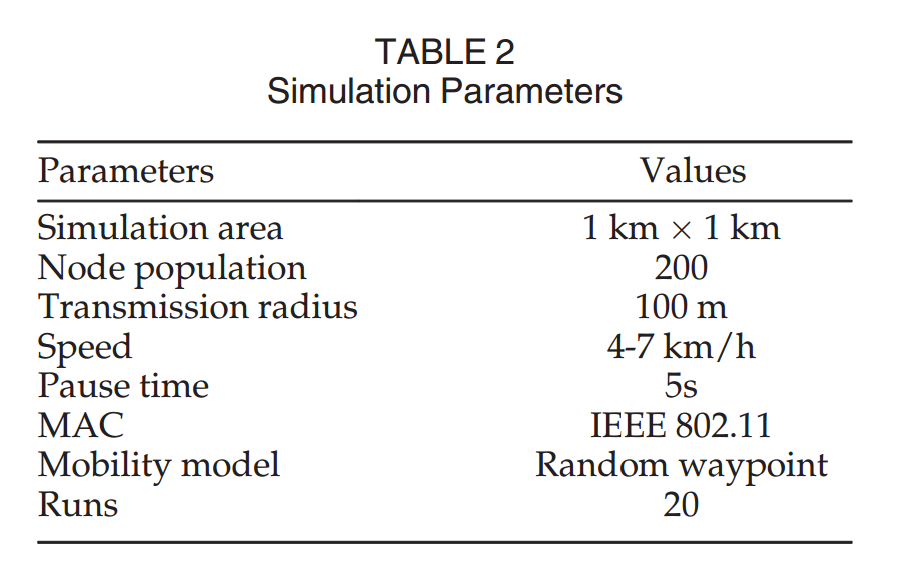 TABLE 2
Simulation Parameters
Parameters Values
Simulation area 1 km × 1 km
Node population 200
Transmission radius 100 m
Speed 4-7 km/h
Pause time 5s
MAC IEEE 802.11
Mobility model Random waypoint
Runs 20